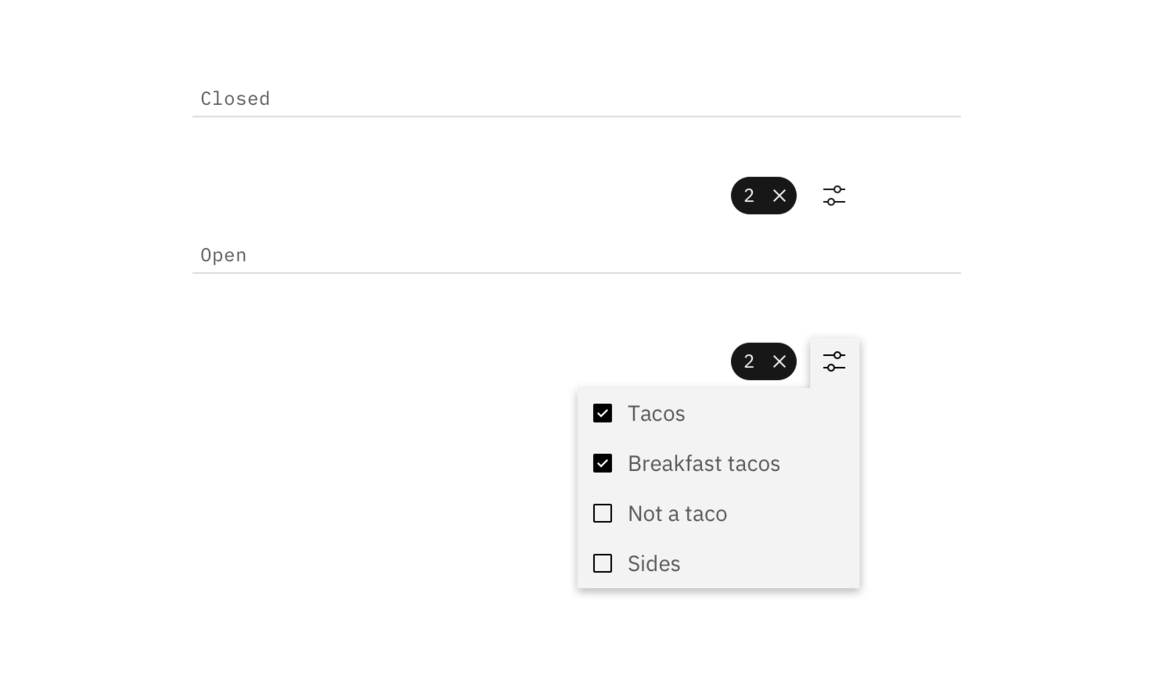 Closed
2
Open
2
Tacos
Breakfast tacos
Not a taco
Sides